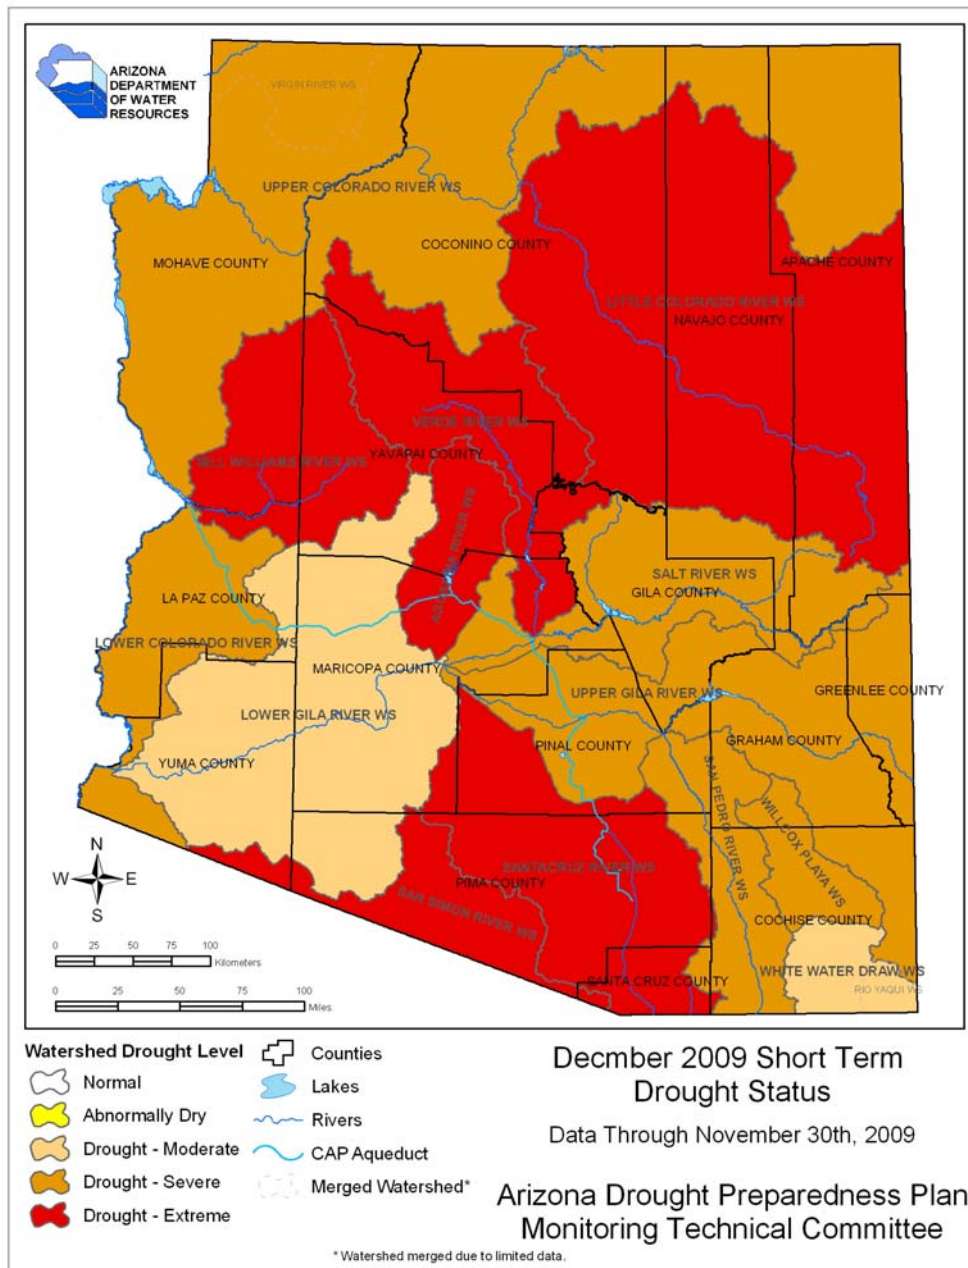 ARIZONA
DEPARTMENT
OF WATER
RESOURCES
VIRGIN RIVER WS
UPPER COLORADO RIVER WS
COCONINO COUNTY
MOHAVE COUNTY
APACHE COUNTY
LITTLE COLORADO RIVER WS
NAVAJO COUNTY
VERDE RIVER WS
YAVAPAI COUNTY
BILL WILLIAMS RIVER WS
AGUA FRIA RIVER WS
SALT RIVER WS
GILA COUNTY
LA PAZ COUNTY
LOWER COLORADO RIVER WS
MARICOPA COUNTY
UPPER GILA RIVER WS
GREENLEE COUNTY
LOWER GILA RIVER WS
PINAL COUNTY
GRAHAM COUNTY
YUMA COUNTY
SAN PEDRO RIVER WS
WILLCOX PLAYA WS
SANTACRUZ RIVER WS
PIMA COUNTY
SAN SIMON RIVER WS
COCHISE COUNTY
WHITE WATER DRAW WS
SANTA CRUZ COUNTY
RIO YAQUI WS
N
W E
S
0 25 50 75 100
Kilometers
0 25 50 75 100
Miles
Watershed Drought Level
Normal
Abnormally Dry
Drought - Moderate
Drought - Severe
Drought - Extreme
Counties
Lakes
Rivers
CAP Aqueduct
Merged Watershed*
Decmber 2009 Short Term
Drought Status
Data Through November 30th, 2009
Arizona Drought Preparedness Plan
Monitoring Technical Committee
* Watershed merged due to limited data.